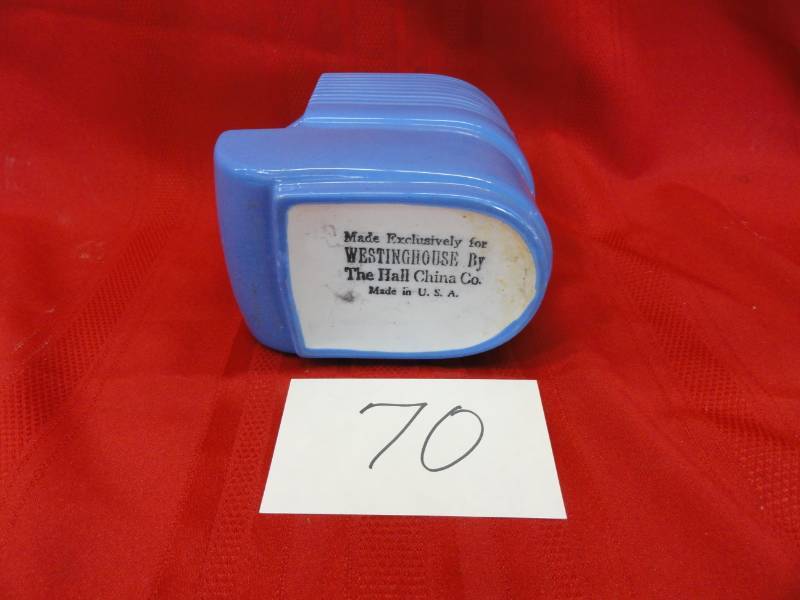 Made Exclusively for
WESTINGHOUSE By
The Hall China Co.
Made in U. S. A.
70